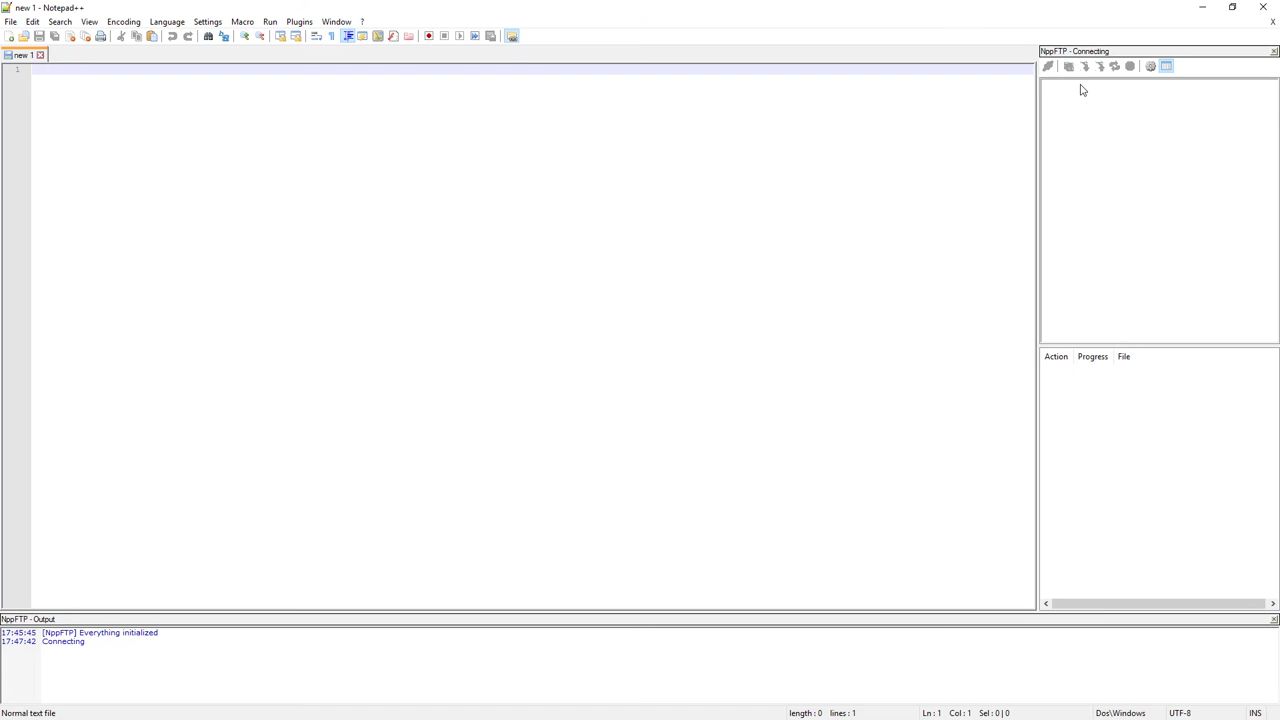 new 1 - Notepad++
File Edit Search View Encoding Language Settings Macro Run Plugins Window ?
X
new 1
NppFTP - Connecting
1
Action Progress File
NppFTP - Output
17:45:45 [NppFTP] Everything initialized
17:47:42 Connecting
Normal text file length : 0 lines : 1 Ln : 1 Col : 1 Sel : 0 | 0 Dos\Windows UTF-8 INS